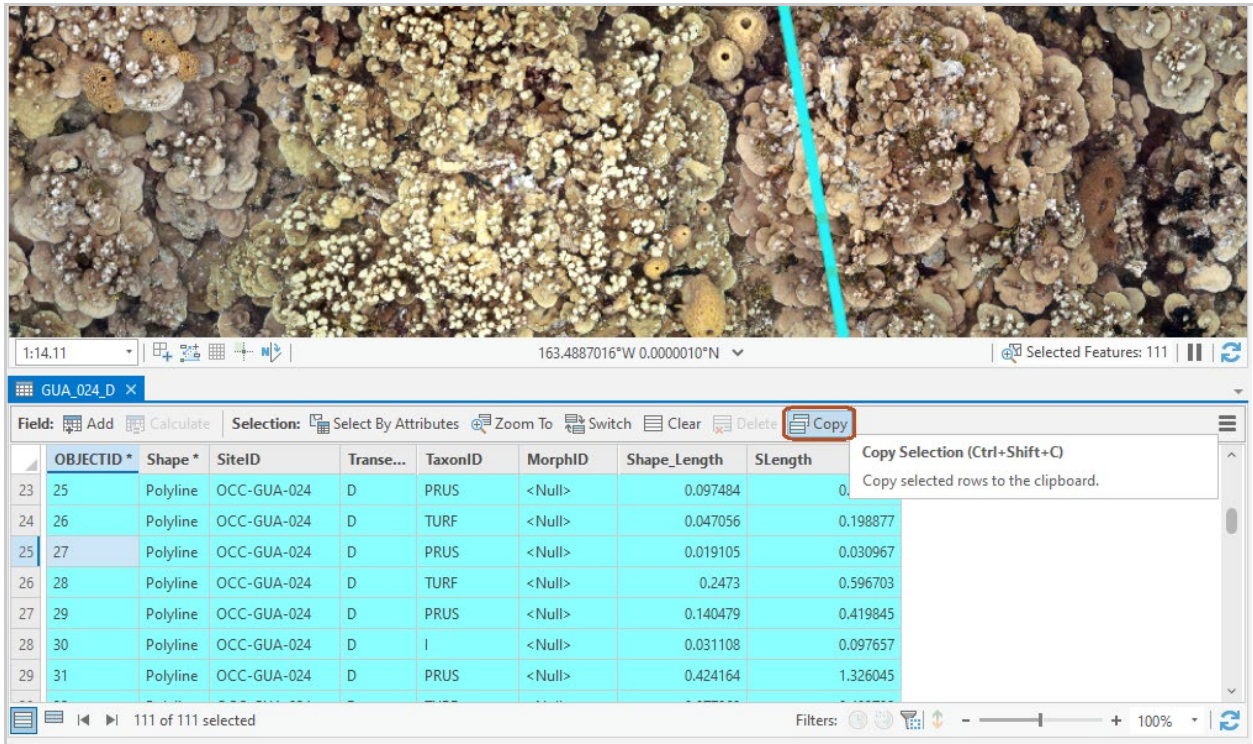 1:14.11
163.4887016°W 0.0000010°N
Selected Features: 111
GUA_024_D
Field: Add Calculate Selection: Select By Attributes Zoom To Switch Clear Delete Copy
Copy Selection (Ctrl+Shift+C)
Copy selected rows to the clipboard.
OBJECTID * Shape * SiteID Transe... TaxonID MorphID Shape_Length SLength
23 25 Polyline OCC-GUA-024 D PRUS <Null> 0.097484 0.
24 26 Polyline OCC-GUA-024 D TURF <Null> 0.047056 0.198877
25 27 Polyline OCC-GUA-024 D PRUS <Null> 0.019105 0.030967
26 28 Polyline OCC-GUA-024 D TURF <Null> 0.2473 0.596703
27 29 Polyline OCC-GUA-024 D PRUS <Null> 0.140479 0.419845
28 30 Polyline OCC-GUA-024 D I <Null> 0.031108 0.097657
29 31 Polyline OCC-GUA-024 D PRUS <Null> 0.424164 1.326045
111 of 111 selected
Filters: - + 100%